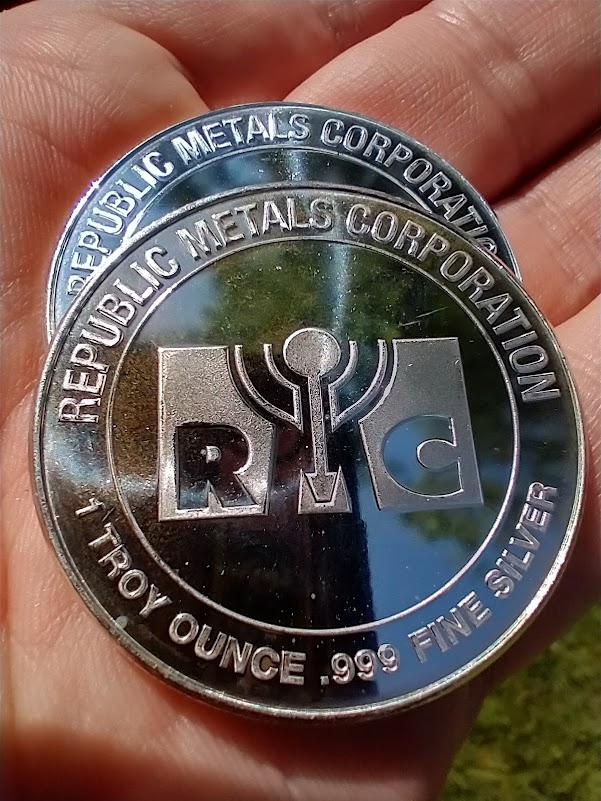 REPUBLIC METALS CORPORATION
REPUBLIC METALS CORPORATION
R C
1 TROY OUNCE .999 FINE SILVER